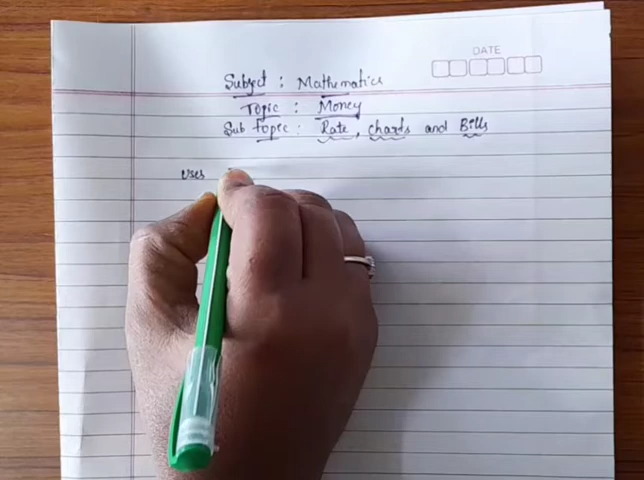 DATE
Subject : Mathematics
Topic : Money
Sub topic : Rate, charts and Bills
Uses